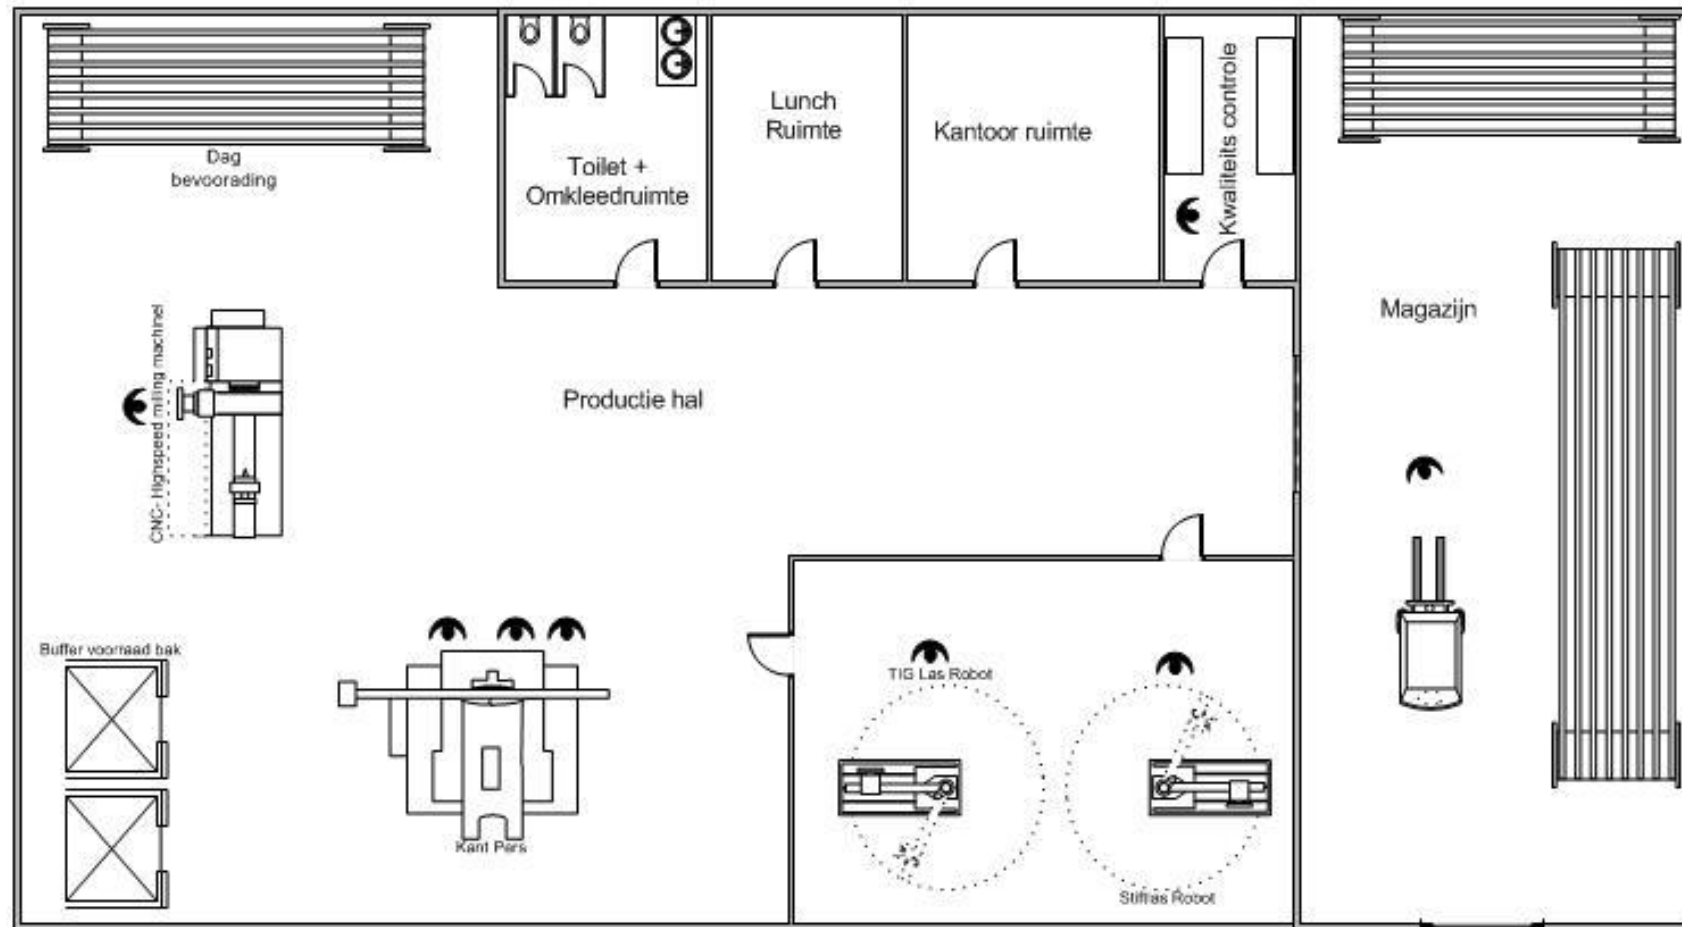 Dag
bevoorading
Toilet +
Omkleedruimte
Lunch
Ruimte
Kantoor ruimte
Kwaliteits controle
Magazijn
CNC- Highspeed milling machinel
Productie hal
Buffer voorraad bak
Kant Pers
TIG Las Robot
Stiftlas Robot